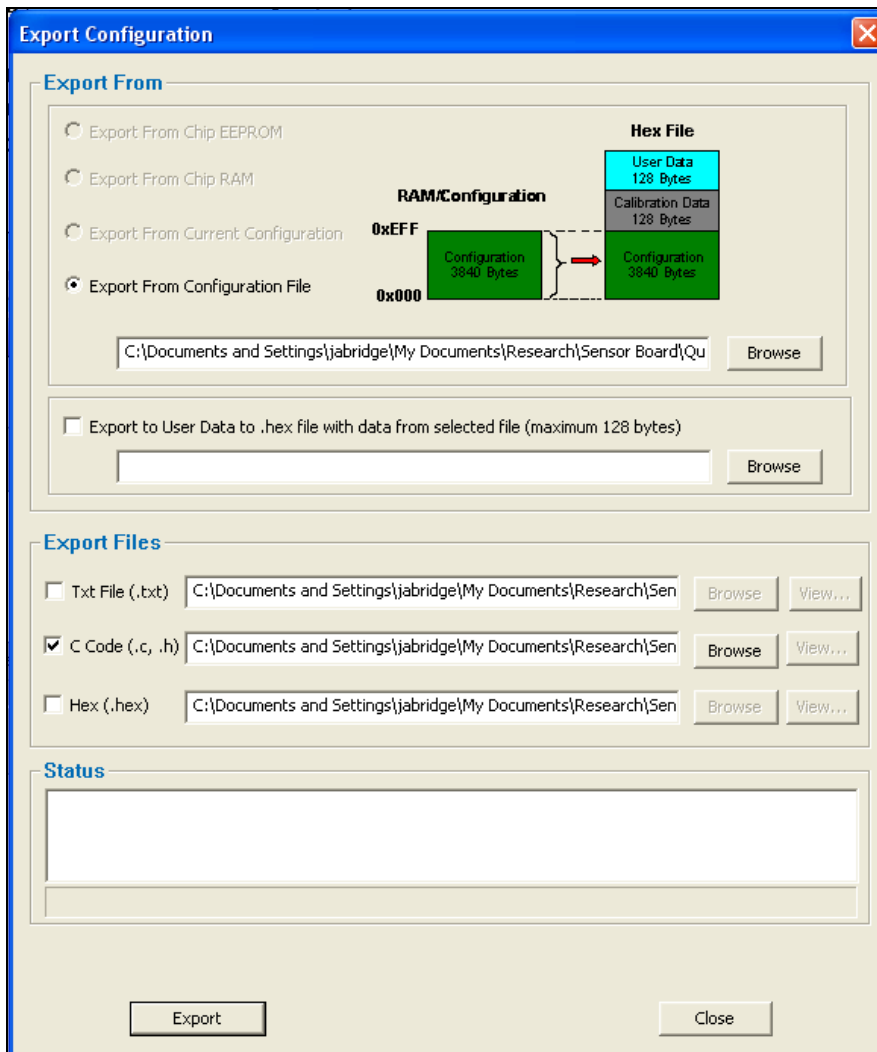 Export Configuration
Export From
Export From Chip EEPROM
Export From Chip RAM
Export From Current Configuration
Export From Configuration File
Hex File
User Data
128 Bytes
Calibration Data
128 Bytes
Configuration
3840 Bytes
RAM/Configuration
0xEFF
Configuration
3840 Bytes
0x000
C:\Documents and Settings\jabridge\My Documents\Research\Sensor Board\Qu
Browse
Export to User Data to .hex file with data from selected file (maximum 128 bytes)
Browse
Export Files
Txt File (.txt) C:\Documents and Settings\jabridge\My Documents\Research\Sen Browse View...
C Code (.c, .h) C:\Documents and Settings\jabridge\My Documents\Research\Sen Browse View...
Hex (.hex) C:\Documents and Settings\jabridge\My Documents\Research\Sen Browse View...
Status
Export Close